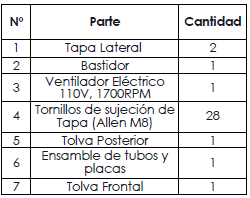 Nº Parte Cantidad
1 Tapa Lateral 2
2 Bastidor 1
3 Ventilador Eléctrico 110V, 1700RPM 1
4 Tornillos de sujeción de Tapa (Allen M8) 28
5 Tolva Posterior 1
6 Ensamble de tubos y placas 1
7 Tolva Frontal 1